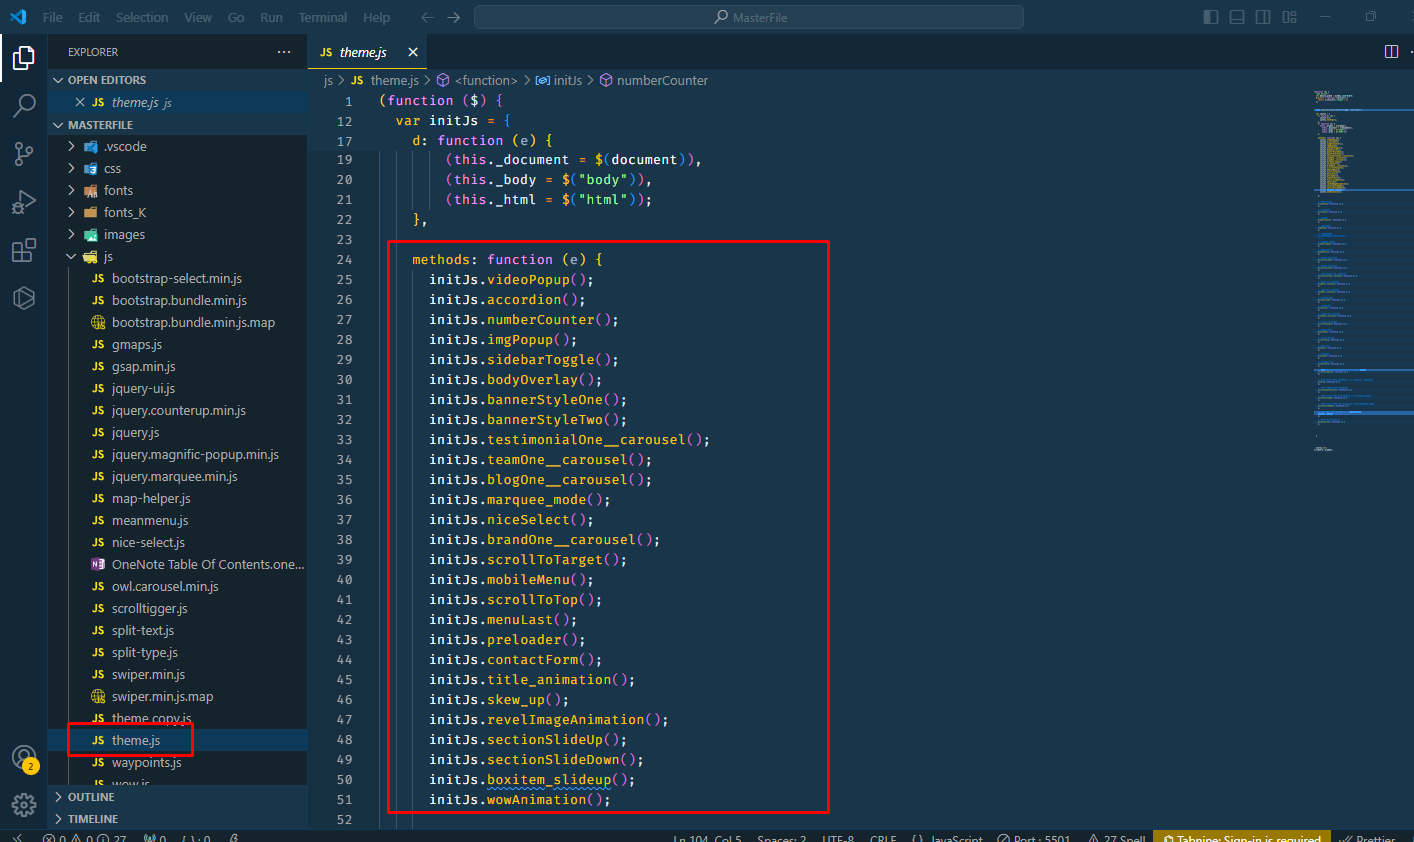 File Edit Selection View Go Run Terminal Help MasterFile
EXPLORER
OPEN EDITORS
JS theme.js js
MASTERFILE
.vscode
css
fonts
fonts_K
images
js
JS bootstrap-select.min.js
JS bootstrap.bundle.min.js
bootstrap.bundle.min.js.map
JS gmaps.js
JS gsap.min.js
JS jquery-ui.js
JS jquery.counterup.min.js
JS jquery.js
JS jquery.magnific-popup.min.js
JS jquery.marquee.min.js
JS map-helper.js
JS meanmenu.js
JS nice-select.js
OneNote Table Of Contents.one...
JS owl.carousel.min.js
JS scrolltigger.js
JS split-text.js
JS split-type.js
JS swiper.min.js
swiper.min.js.map
JS theme copy.js
JS theme.js
JS waypoints.js
JS wow.js
OUTLINE
TIMELINE
2
JS theme.js
js > JS theme.js > <function> > initJs > numberCounter
1 (function ($) {
12 var initJs = {
17 d: function (e) {
19 (this._document = $(document)),
20 (this._body = $("body")),
21 (this._html = $("html"));
22 },
23
24 methods: function (e) {
25 initJs.videoPopup();
26 initJs.accordion();
27 initJs.numberCounter();
28 initJs.imgPopup();
29 initJs.sidebarToggle();
30 initJs.bodyOverlay();
31 initJs.bannerStyleOne();
32 initJs.bannerStyleTwo();
33 initJs.testimonialOne__carousel();
34 initJs.teamOne__carousel();
35 initJs.blogOne__carousel();
36 initJs.marquee_mode();
37 initJs.niceSelect();
38 initJs.brandOne__carousel();
39 initJs.scrollToTarget();
40 initJs.mobileMenu();
41 initJs.scrollToTop();
42 initJs.menuLast();
43 initJs.preloader();
44 initJs.contactForm();
45 initJs.title_animation();
46 initJs.skew_up();
47 initJs.revelImageAnimation();
48 initJs.sectionSlideUp();
49 initJs.sectionSlideDown();
50 initJs.boxitem_slideup();
51 initJs.wowAnimation();
52
0 0 27 0 { } : 0 Ln 104, Col 5 Spaces: 2 UTF-8 CRLF { } JavaScript Port : 5501 27 Spell Tabnine: Sign-in is required Prettier